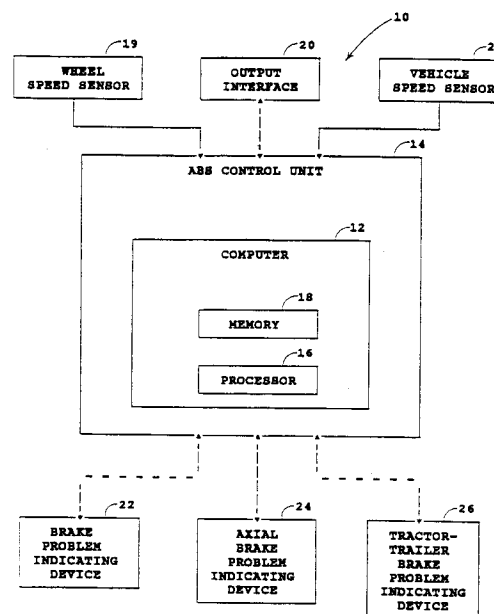 10
19
20
2
WHEEL
SPEED SENSOR
OUTPUT
INTERFACE
VEHICLE
SPEED SENSOR
14
ABS CONTROL UNIT
12
COMPUTER
18
MEMORY
16
PROCESSOR
22
24
26
BRAKE
PROBLEM
INDICATING
DEVICE
AXIAL
BRAKE
PROBLEM
INDICATING
DEVICE
TRACTOR-
TRAILER
BRAKE
PROBLEM
INDICATING
DEVICE